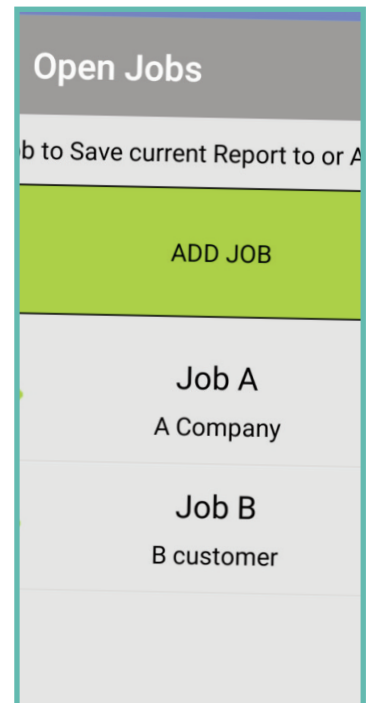 Open Jobs
b to Save current Report to or A
ADD JOB
Job A
A Company
Job B
B customer